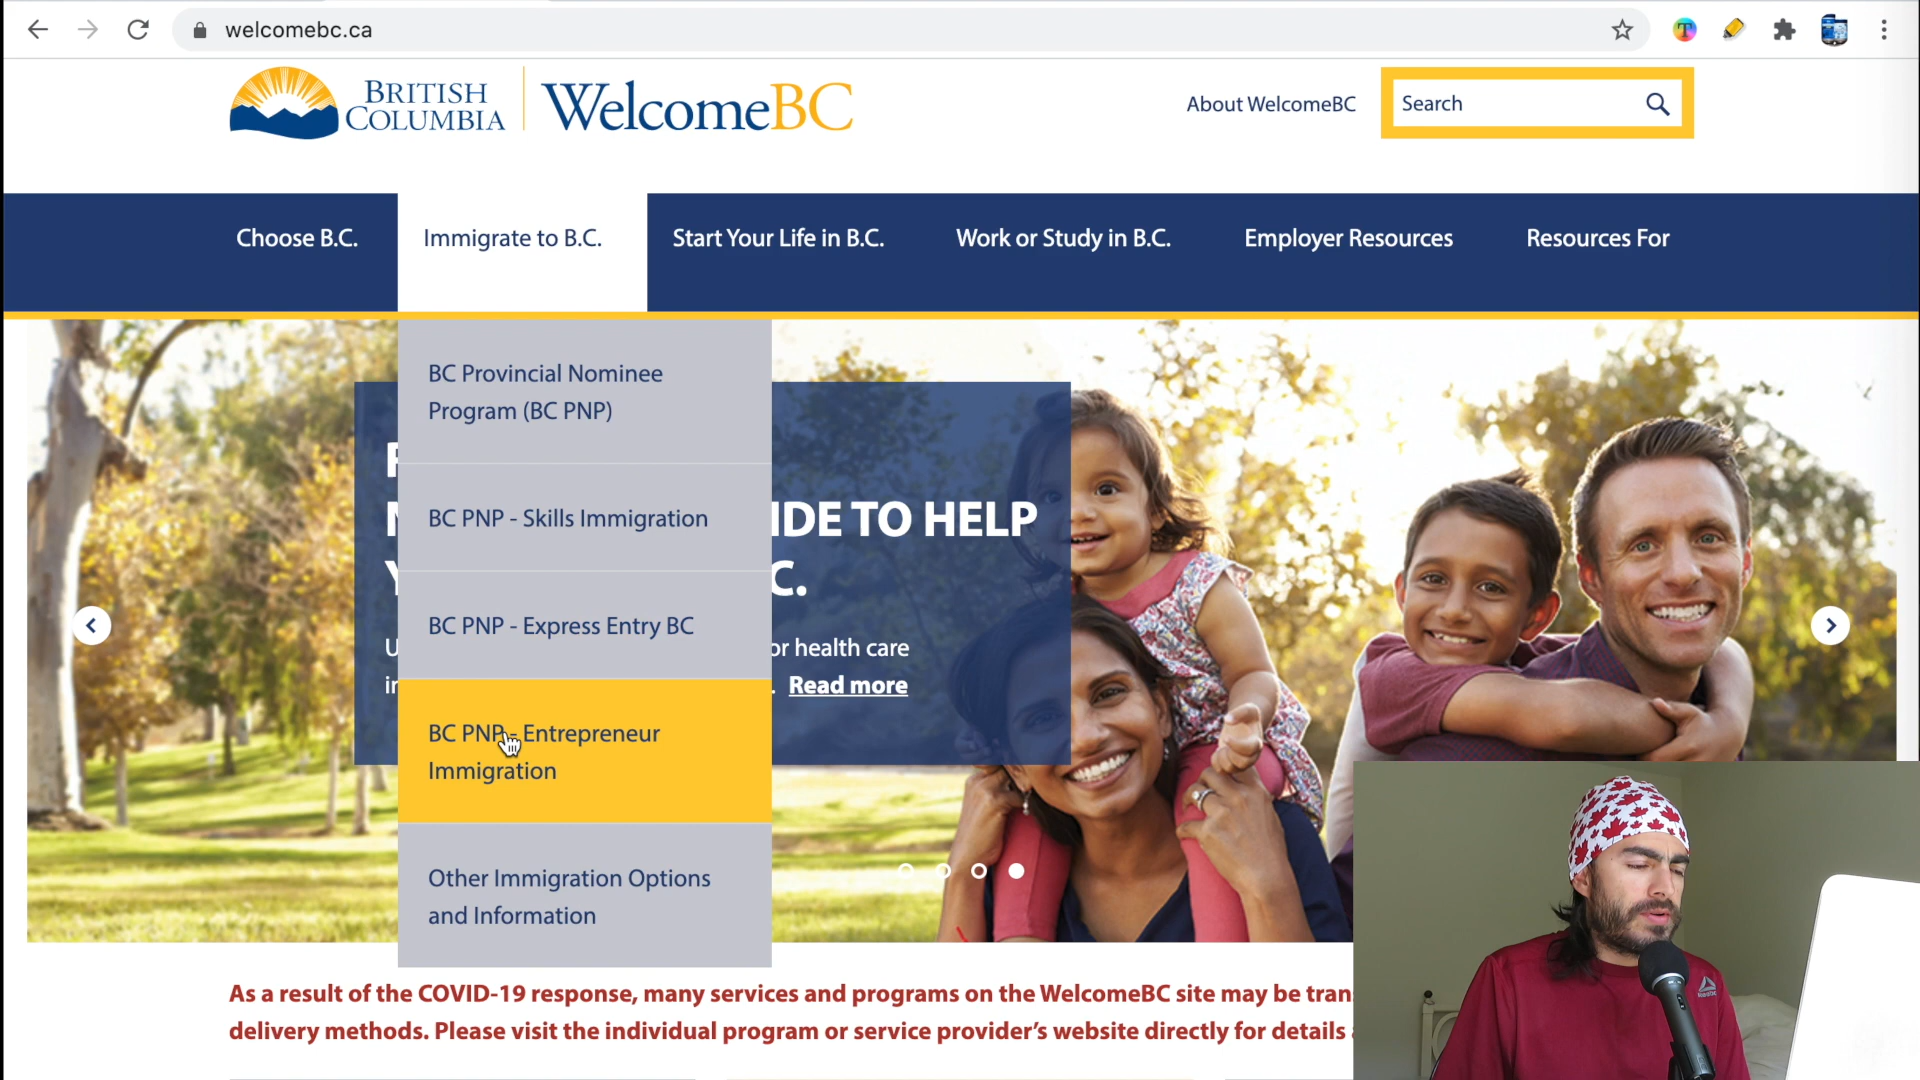 welcomebc.ca
BRITISH
COLUMBIA
WelcomeBC
About WelcomeBC
Search
Choose B.C.
Immigrate to B.C.
Start Your Life in B.C.
Work or Study in B.C.
Employer Resources
Resources For
BC Provincial Nominee
Program (BC PNP)
BC PNP - Skills Immigration
IDE TO HELP
C.
BC PNP - Express Entry BC
or health care
Read more
BC PNP - Entrepreneur
Immigration
Other Immigration Options
and Information
As a result of the COVID-19 response, many services and programs on the WelcomeBC site may be tran
delivery methods. Please visit the individual program or service provider's website directly for details
Reebok